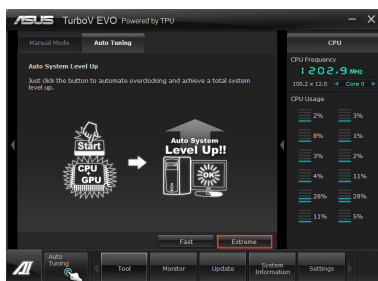 ASUS TurboV EVO Powered by TPU
Manual Mode
Auto Tuning
Auto System Level Up
Just click the button to automate overclocking and achieve a total system
level up.
Start
CPU
GPU
Auto System
Level Up!!
OK
Fast
Extreme
CPU
CPU Frequency
1202.9 MHz
100.2 x 12.0
Core 0
CPU Usage
2% 3%
8% 1%
3% 2%
4% 11%
28% 28%
11% 5%
Auto
Tuning
Tool
Monitor
Update
System
Information
Settings